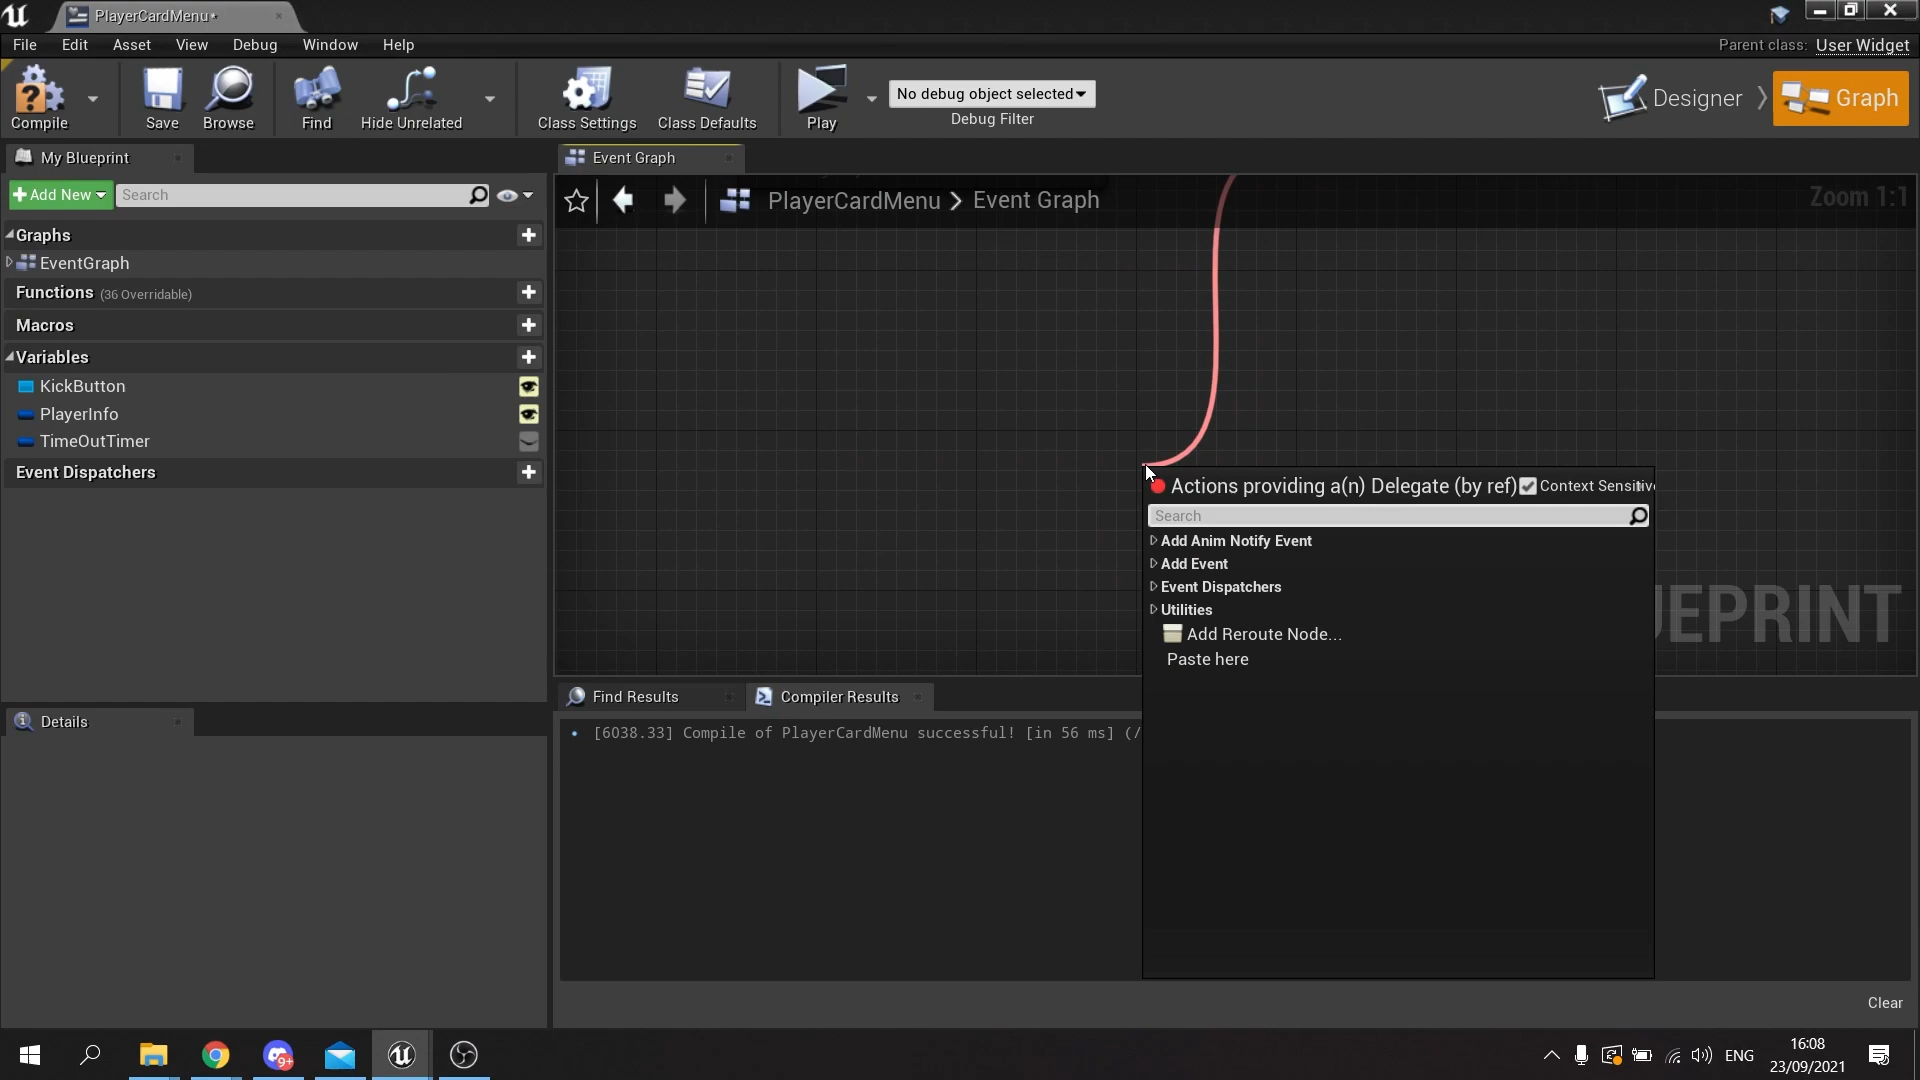 PlayerCardMenu*
File Edit Asset View Debug Window Help
Parent class: User Widget
Compile
Save
Browse
Find
Hide Unrelated
Class Settings
Class Defaults
Play
No debug object selected
Debug Filter
Designer
Graph
My Blueprint
Add New
Search
Graphs
EventGraph
Functions (36 Overridable)
Macros
Variables
KickButton
PlayerInfo
TimeOutTimer
Event Dispatchers
Details
Event Graph
PlayerCardMenu > Event Graph
Zoom 1:1
Actions providing a(n) Delegate (by ref)
Context Sensitive
Search
Add Anim Notify Event
Add Event
Event Dispatchers
Utilities
Add Reroute Node...
Paste here
UEPRINT
Find Results
Compiler Results
[6038.33] Compile of PlayerCardMenu successful! [in 56 ms] (/
Clear
9+
ENG
16:08
23/09/2021